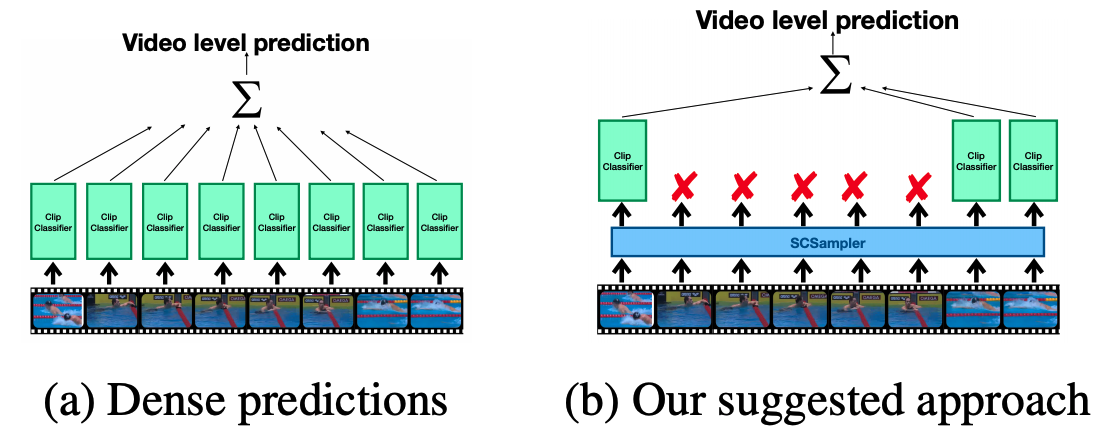 Video level prediction
Σ
Clip Classifier
Clip Classifier
Clip Classifier
Clip Classifier
Clip Classifier
Clip Classifier
Clip Classifier
Clip Classifier
(a) Dense predictions
Video level prediction
Σ
Clip Classifier
Clip Classifier
Clip Classifier
SCSampler
(b) Our suggested approach